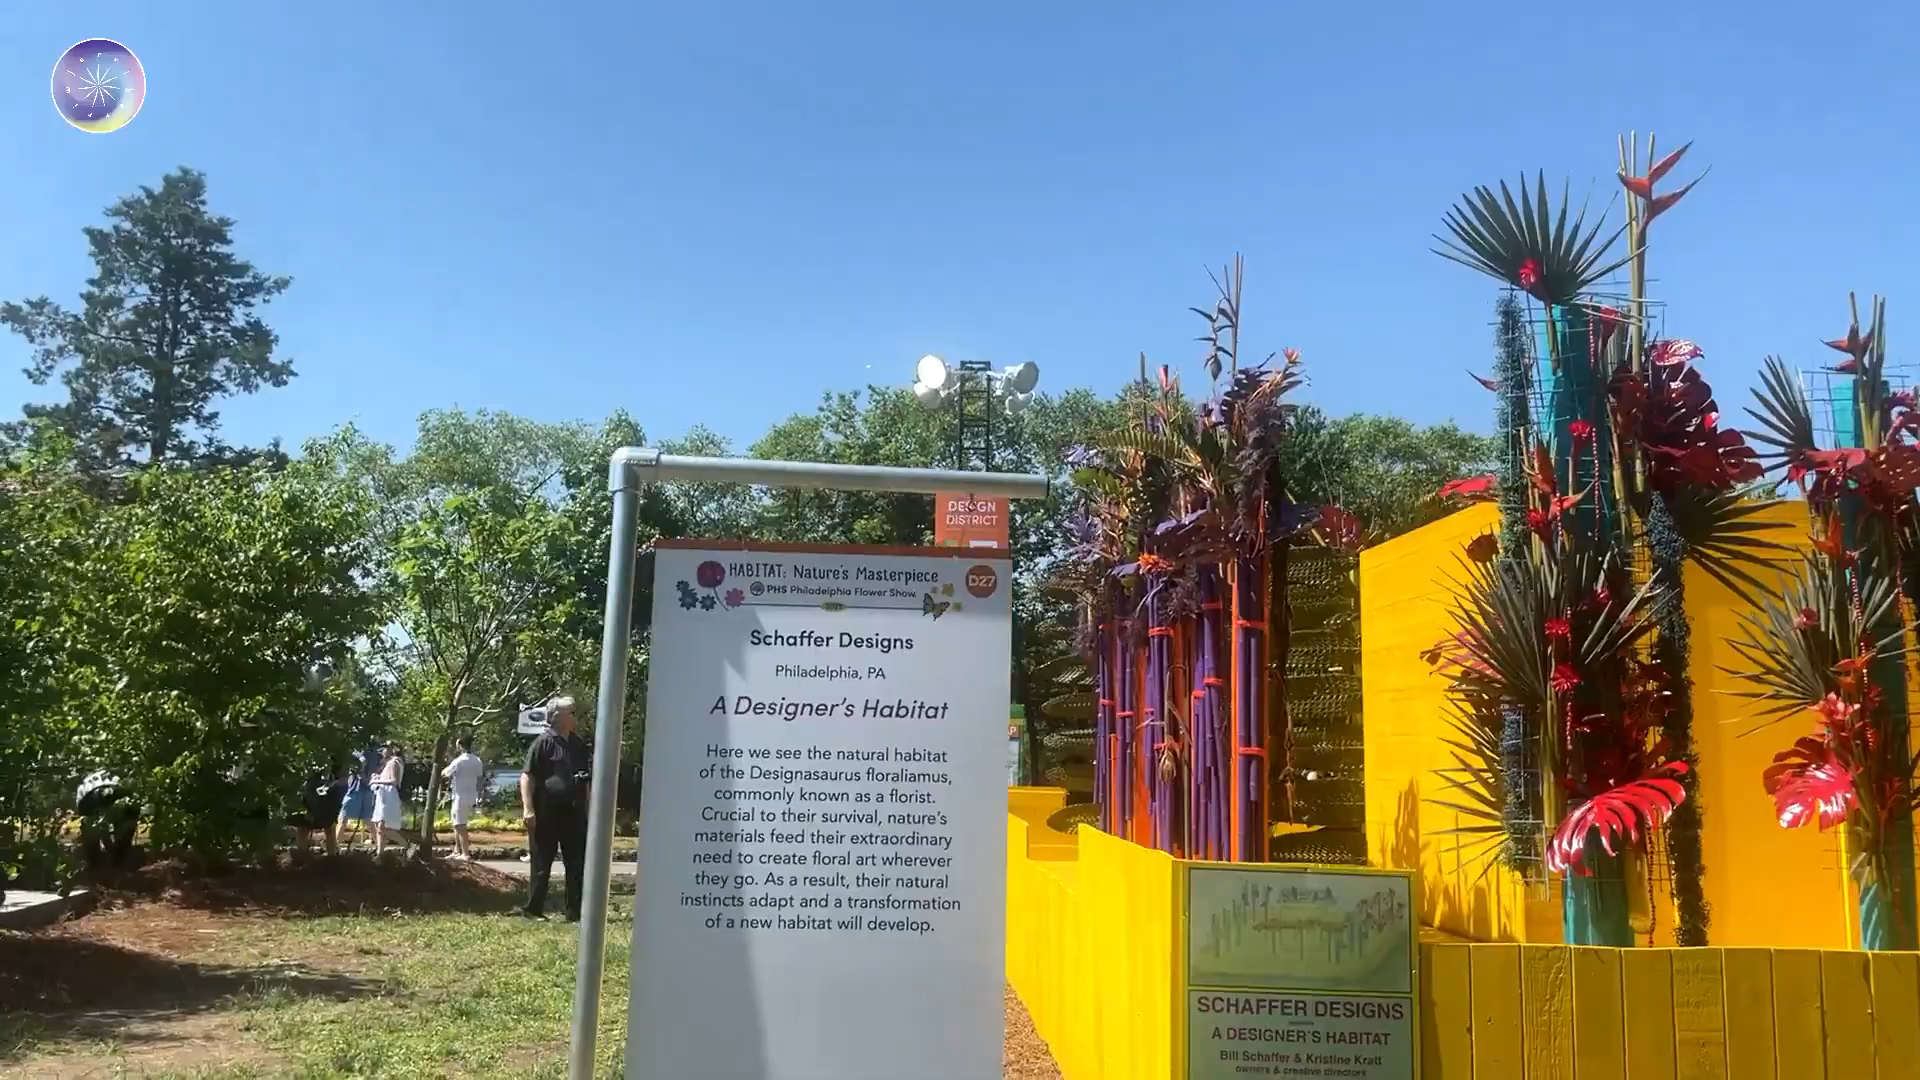 DESIGN
DISTRICT
HABITAT: Nature's Masterpiece
D27
PHS Philadelphia Flower Show
Schaffer Designs
Philadelphia, PA
A Designer's Habitat
Here we see the natural habitat
of the Designasaurus floraliamus,
commonly known as a florist.
Crucial to their survival, nature's
materials feed their extraordinary
need to create floral art wherever
they go. As a result, their natural
instincts adapt and a transformation
of a new habitat will develop.
SUBARU
SCHAFFER DESIGNS
A DESIGNER'S HABITAT
Bill Schaffer & Kristine Kratt
owners & creative directors